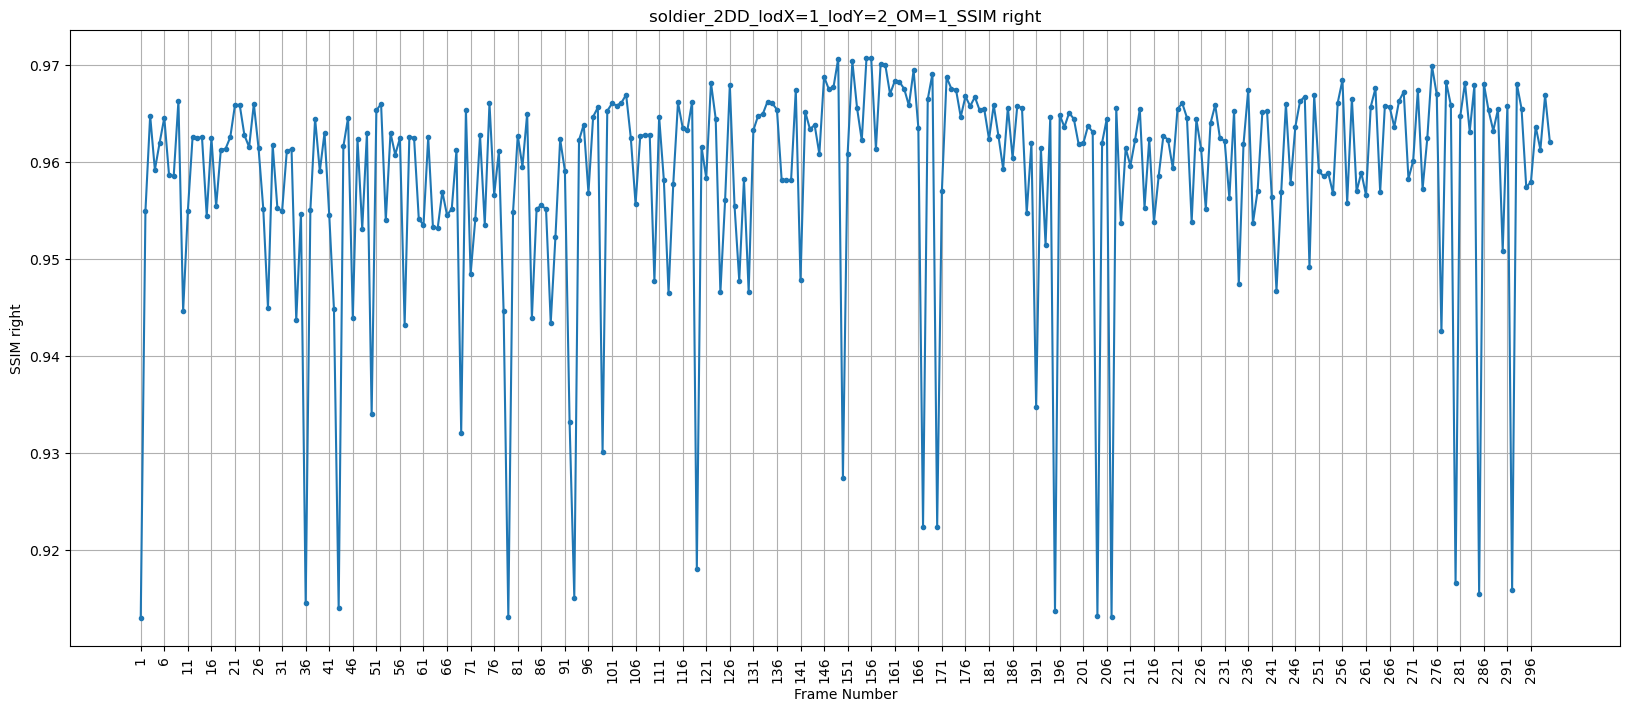 soldier_2DD_lodX=1_lodY=2_OM=1_SSIM right
0.97
0.96
0.95
0.94
0.93
0.92
SSIM right
1 6 11 16 21 26 31 36 41 46 51 56 61 66 71 76 81 86 91 96 101 106 111 116 121 126 131 136 141 146 151 156 161 166 171 176 181 186 191 196 201 206 211 216 221 226 231 236 241 246 251 256 261 266 271 276 281 286 291 296
Frame Number